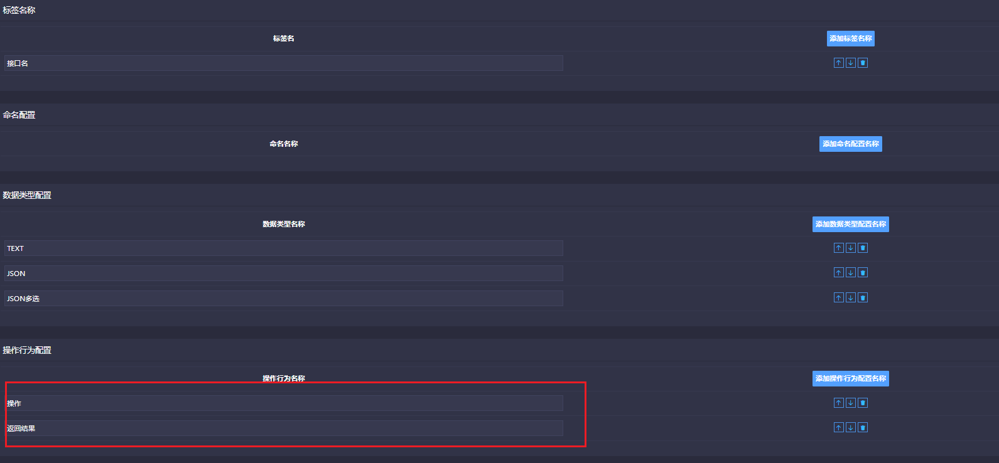 标签名称
标签名 添加标签名称
接口名
命名配置
命名名称 添加命名配置名称
数据类型配置
数据类型名称 添加数据类型配置名称
TEXT
JSON
JSON多选
操作行为配置
操作行为名称 添加操作行为配置名称
操作
返回结果